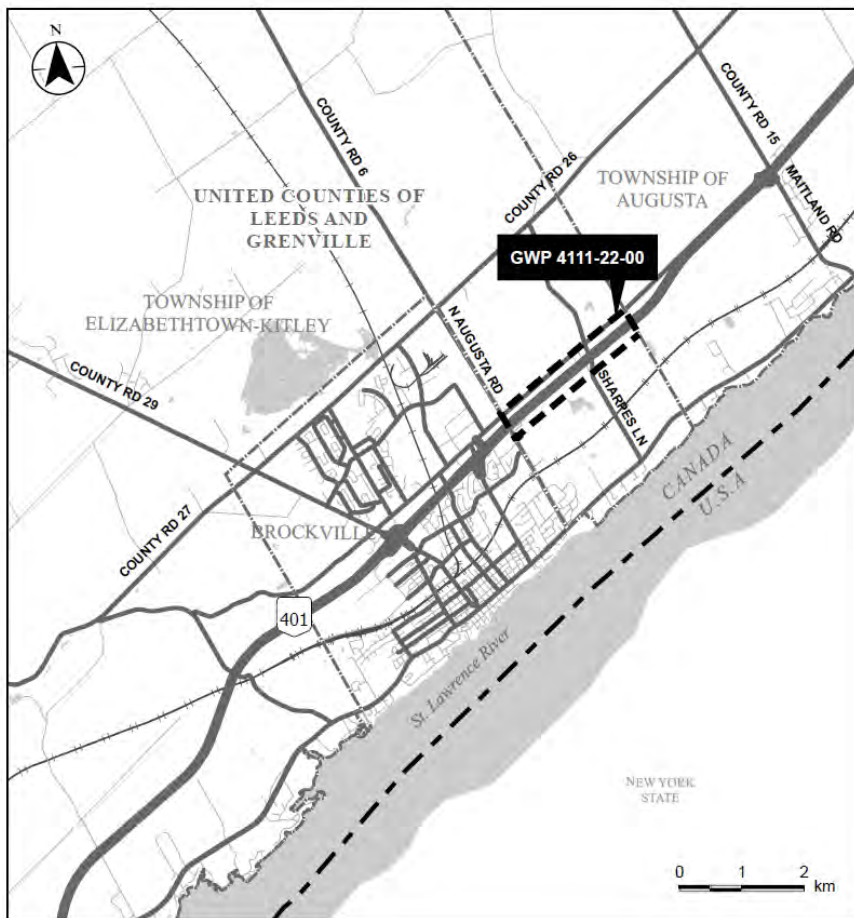 N
COUNTY RD 6
COUNTY RD 15
COUNTY RD 26
TOWNSHIP OF
AUGUSTA
MAITLAND RD
UNITED COUNTIES OF
LEEDS AND
GRENVILLE
GWP 4111-22-00
TOWNSHIP OF
ELIZABETHTOWN-KITLEY
N AUGUSTA RD
COUNTY RD 29
SHARPES LN
CANADA
U.S.A
COUNTY RD 27
BROCKVILLE
401
St. Lawrence River
NEW YORK
STATE
0 1 2
km